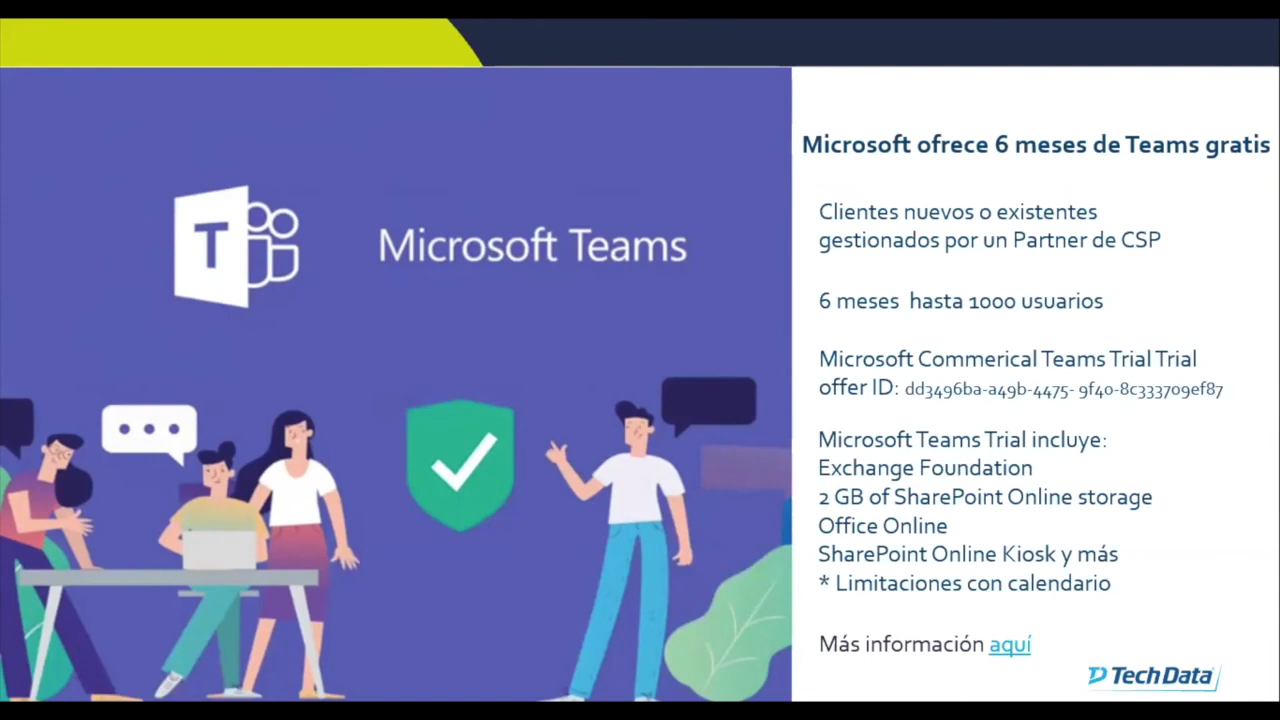 Microsoft ofrece 6 meses de Teams gratis
T
Microsoft Teams
Clientes nuevos o existentes
gestionados por un Partner de CSP
6 meses hasta 1000 usuarios
Microsoft Commerical Teams Trial Trial
offer ID: dd3496ba-a49b-4475- 9f40-8c333709ef87
Microsoft Teams Trial incluye:
Exchange Foundation
2 GB of SharePoint Online storage
Office Online
SharePoint Online Kiosk y más
* Limitaciones con calendario
Más información aquí
Tech Data